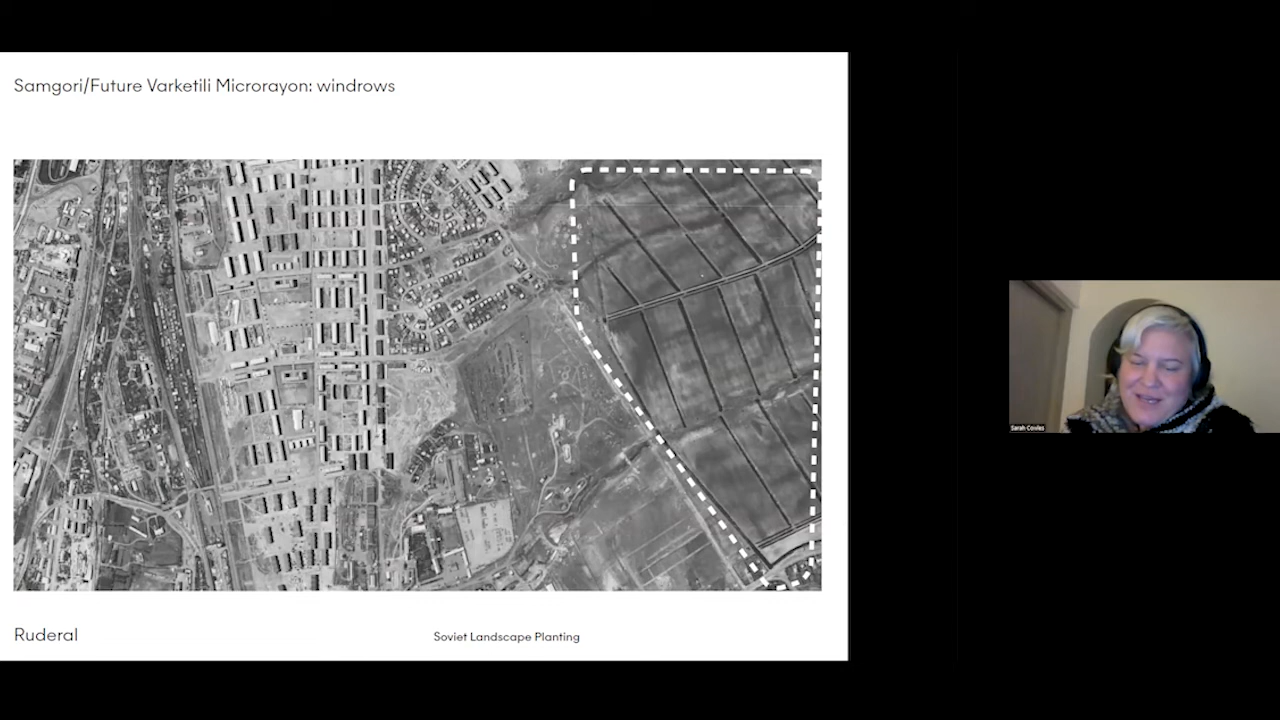 Samgori/Future Varketili Microrayon: windrows
Ruderal
Soviet Landscape Planting
Sarah Cowles